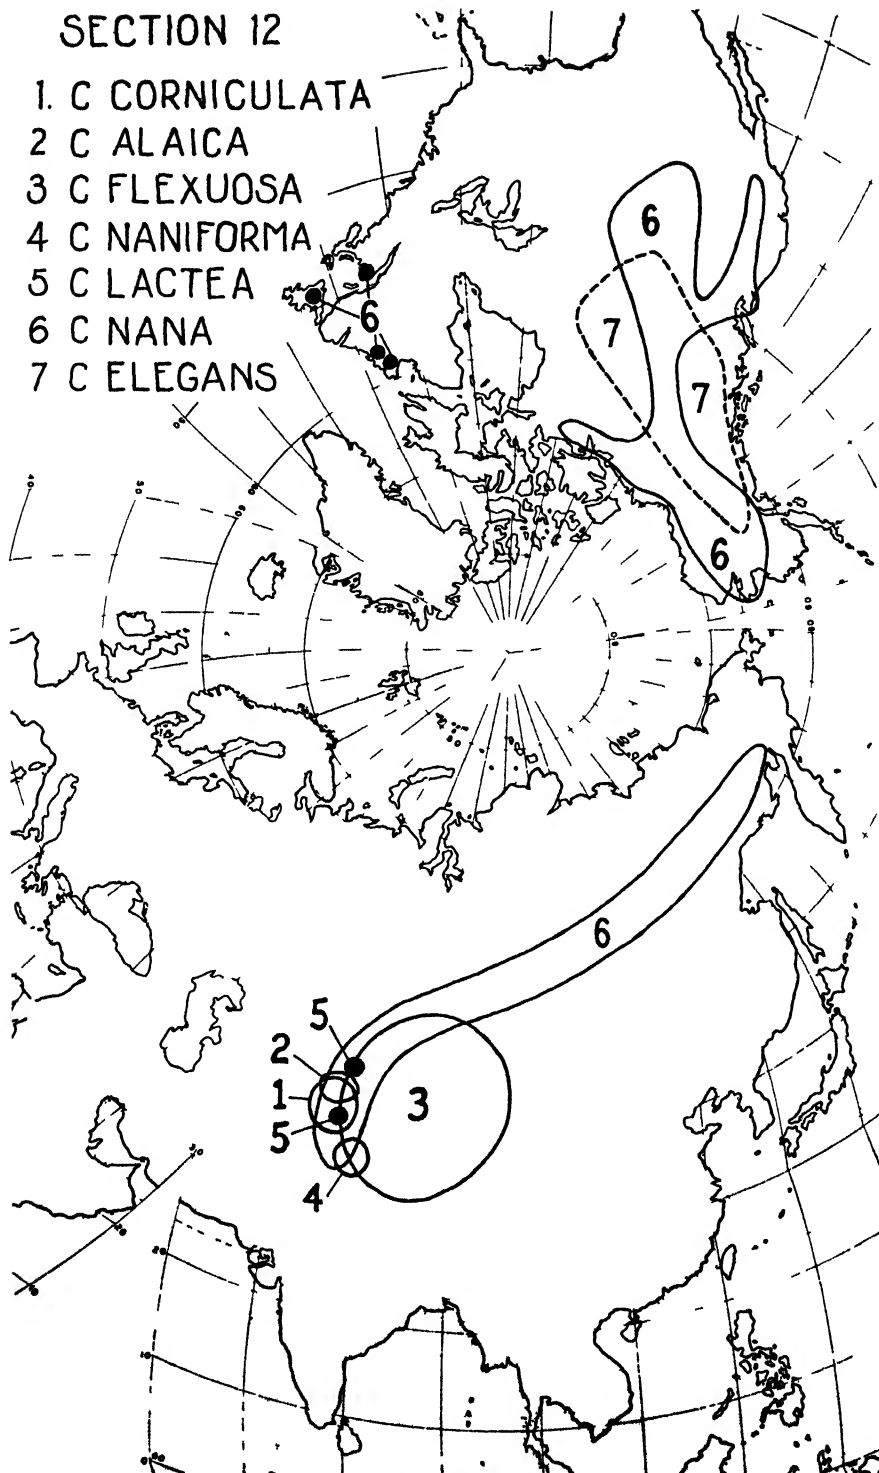 SECTION 12
1. C CORNICULATA
2 C ALAICA
3 C FLEXUOSA
4 C NANIFORMA
5 C LACTEA
6 C NANA
7 C ELEGANS
6
6
7
7
6
6
5
2
1
3
5
4